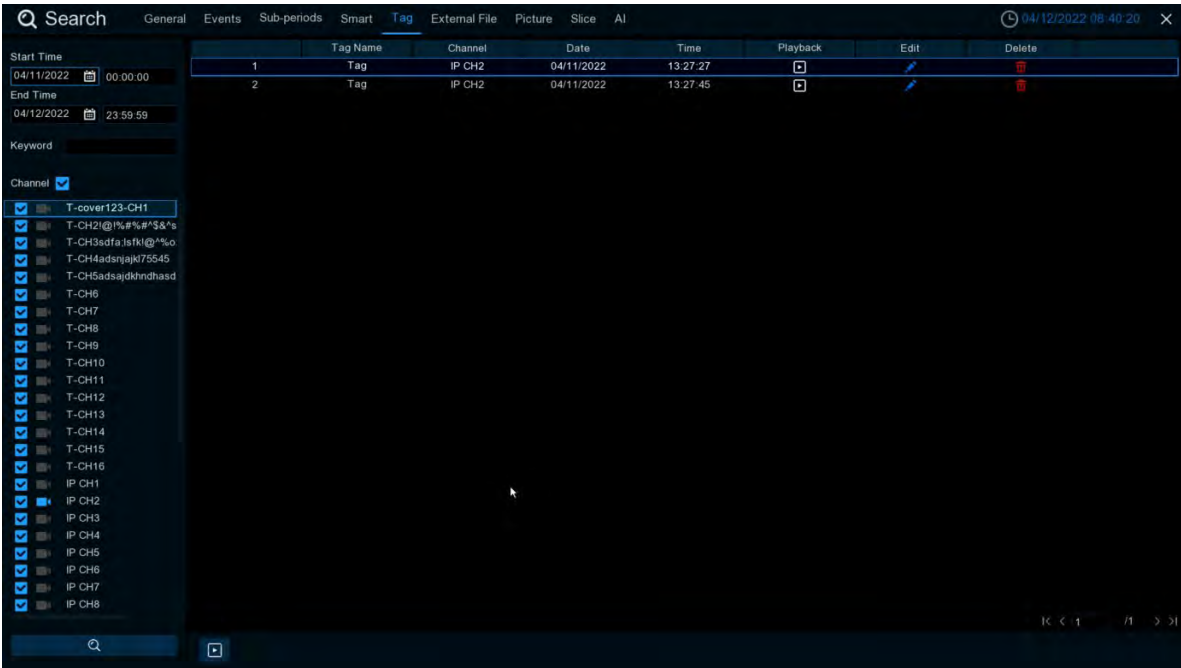 Search General Events Sub-periods Smart Tag External File Picture Slice AI 04/12/2022 08:40:20
Start Time
04/11/2022 00:00:00
End Time
04/12/2022 23:59:59
Keyword
Channel
T-cover123-CH1
T-CH2!@!%#%#^$&^s
T-CH3sdfa;lsfkl@^%o
T-CH4adsnjajkl75545
T-CH5adsajdkhndhasd
T-CH6
T-CH7
T-CH8
T-CH9
T-CH10
T-CH11
T-CH12
T-CH13
T-CH14
T-CH15
T-CH16
IP CH1
IP CH2
IP CH3
IP CH4
IP CH5
IP CH6
IP CH7
IP CH8
Tag Name Channel Date Time Playback Edit Delete
1 Tag IP CH2 04/11/2022 13:27:27
2 Tag IP CH2 04/11/2022 13:27:45
1 /1